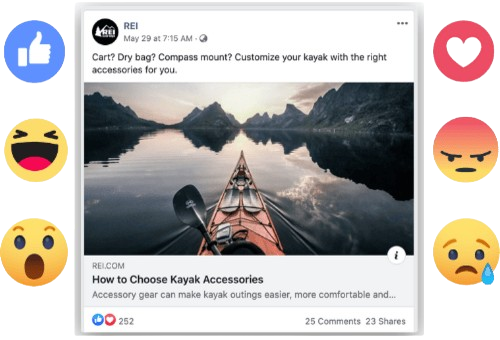 REI
REI
May 29 at 7:15 AM ·
Cart? Dry bag? Compass mount? Customize your kayak with the right
accessories for you.
i
REI.COM
How to Choose Kayak Accessories
Accessory gear can make kayak outings easier, more comfortable and...
252
25 Comments 23 Shares